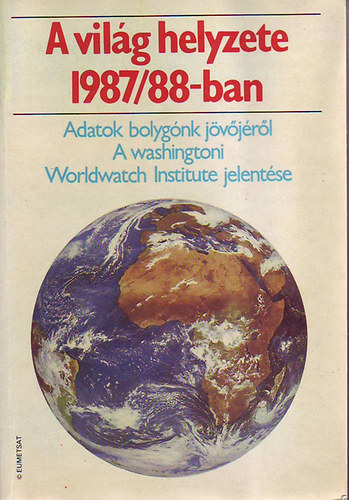 A világ helyzete
1987/88-ban
Adatok bolygónk jövőjéről
A washingtoni
Worldwatch Institute jelentése
© EUMETSAT